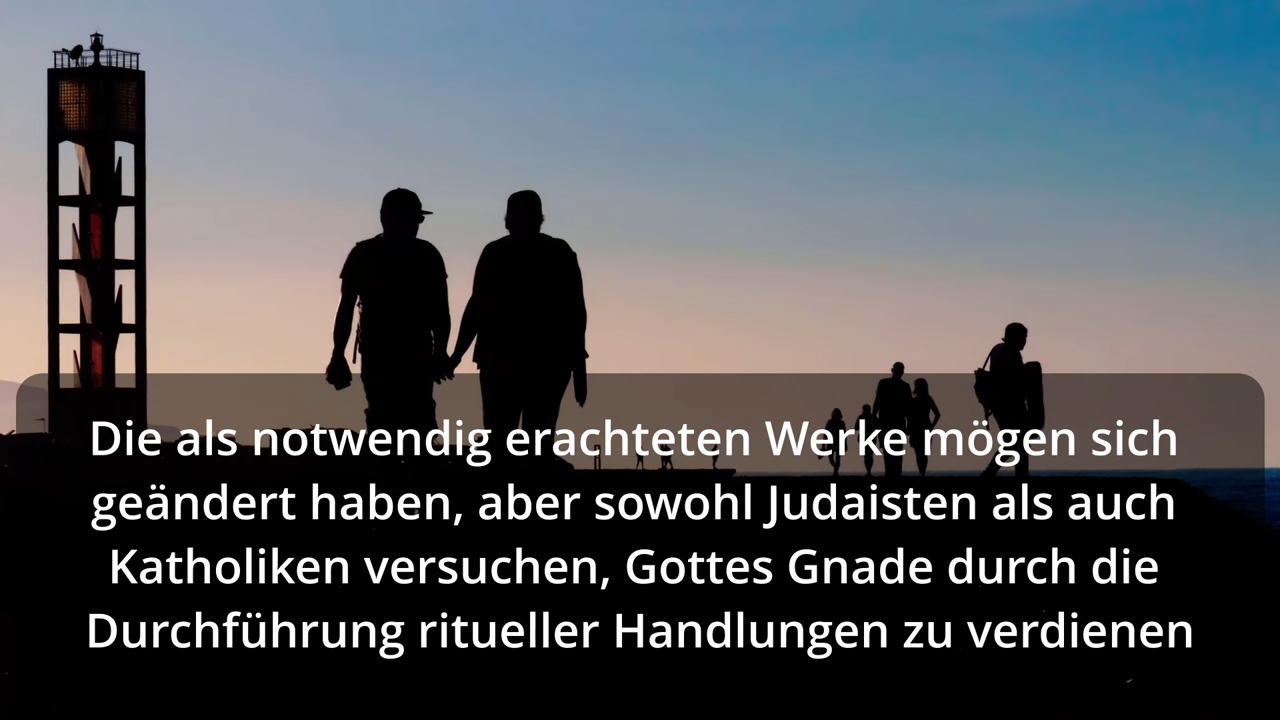 Die als notwendig erachteten Werke mögen sich
geändert haben, aber sowohl Judaisten als auch
Katholiken versuchen, Gottes Gnade durch die
Durchführung ritueller Handlungen zu verdienen